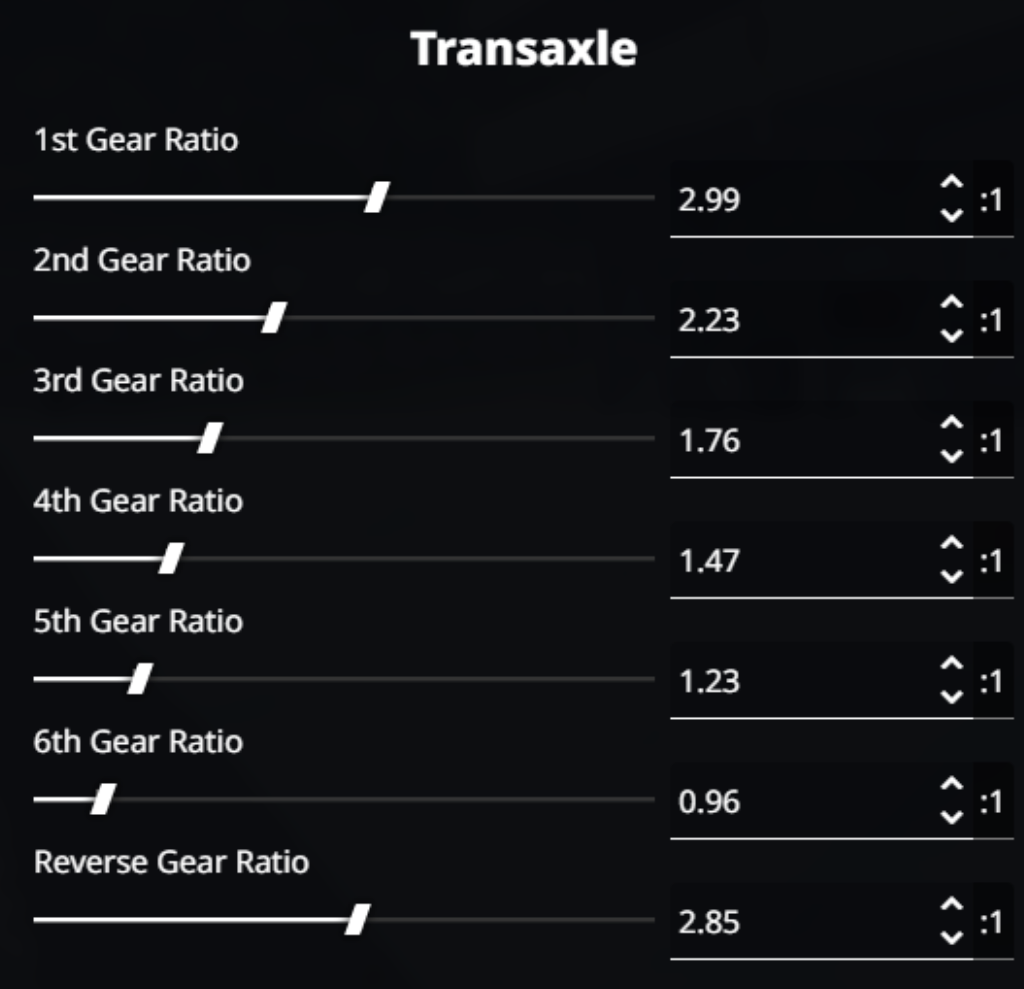 Transaxle
1st Gear Ratio
2.99 :1
2nd Gear Ratio
2.23 :1
3rd Gear Ratio
1.76 :1
4th Gear Ratio
1.47 :1
5th Gear Ratio
1.23 :1
6th Gear Ratio
0.96 :1
Reverse Gear Ratio
2.85 :1